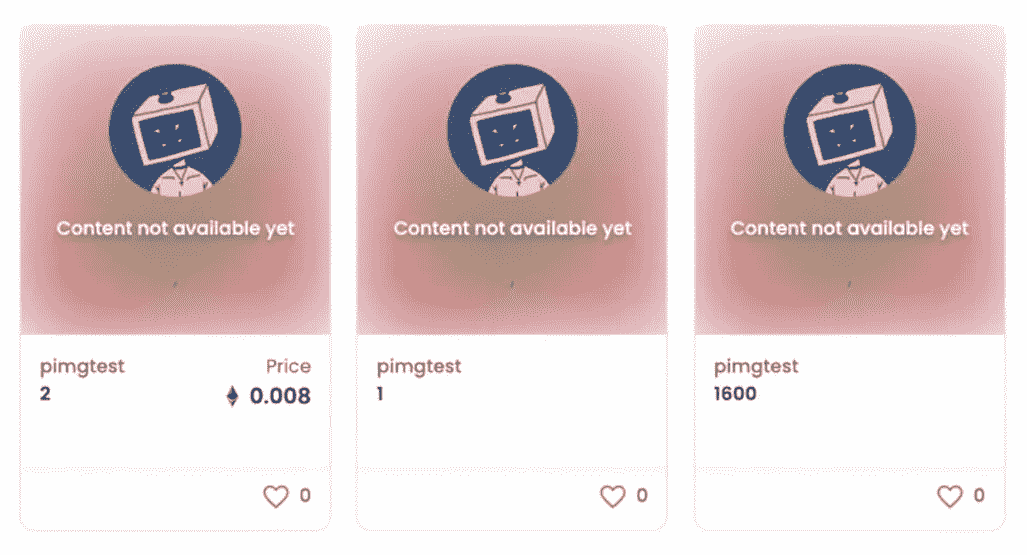 Content not available yet
pimgtest
Price
2
0.008
0
Content not available yet
pimgtest
1
0
Content not available yet
pimgtest
1600
0